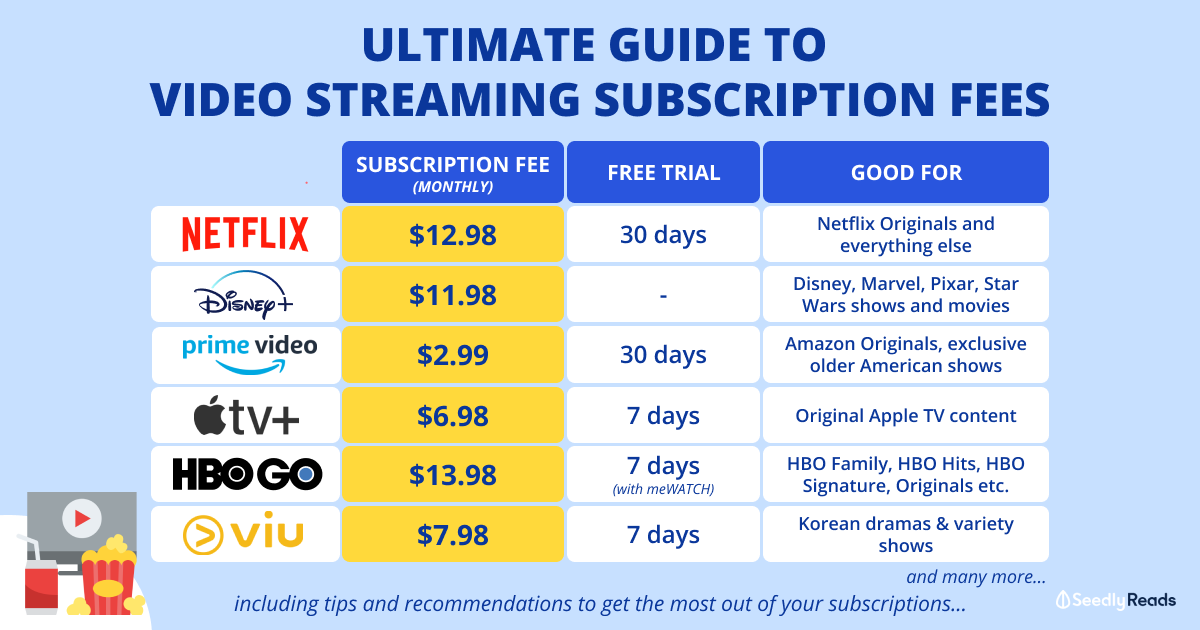 ULTIMATE GUIDE TO
VIDEO STREAMING SUBSCRIPTION FEES
SUBSCRIPTION FEE
(MONTHLY)
FREE TRIAL
GOOD FOR
NETFLIX
$12.98
30 days
Netflix Originals and
everything else
Disney+
$11.98
-
Disney, Marvel, Pixar, Star
Wars shows and movies
prime video
$2.99
30 days
Amazon Originals, exclusive
older American shows
tv+
$6.98
7 days
Original Apple TV content
HBO GO
$13.98
7 days
(with meWATCH)
HBO Family, HBO Hits, HBO
Signature, Originals etc.
viu
$7.98
7 days
Korean dramas & variety
shows
and many more...
including tips and recommendations to get the most out of your subscriptions...
SeedlyReads